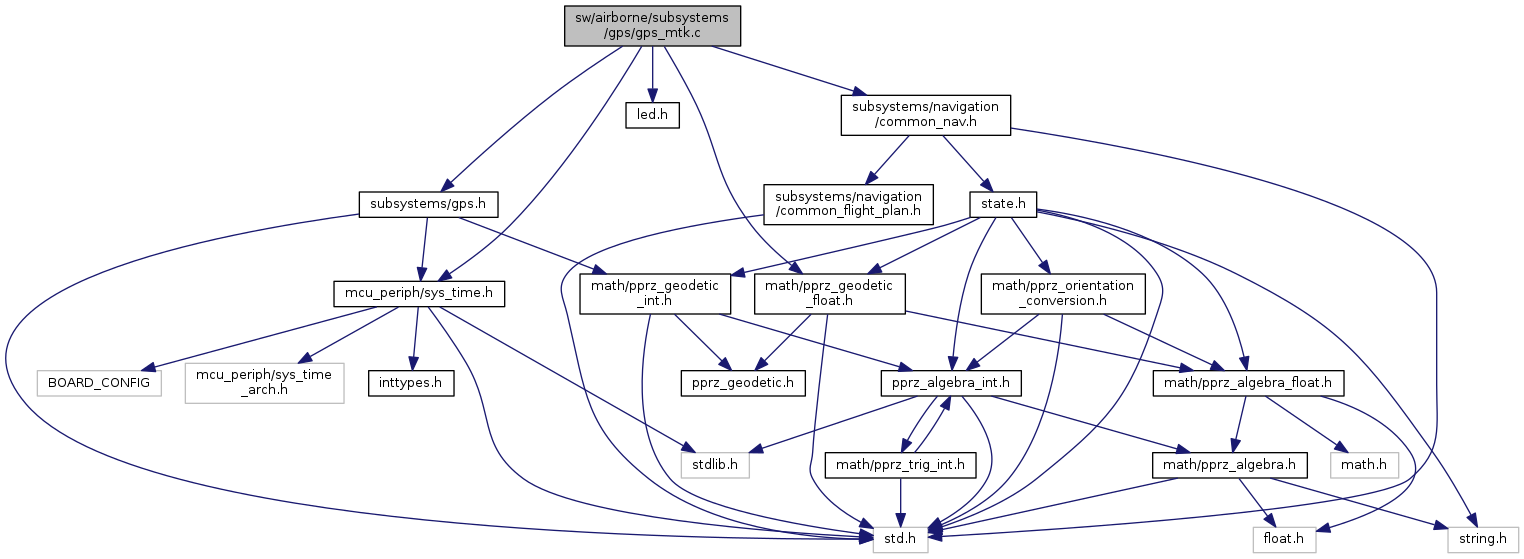 sw/airborne/subsystems
/gps/gps_mtk.c
led.h
subsystems/navigation
/common_nav.h
subsystems/gps.h
subsystems/navigation
/common_flight_plan.h
state.h
mcu_periph/sys_time.h
math/pprz_geodetic
_int.h
math/pprz_geodetic
_float.h
math/pprz_orientation
_conversion.h
BOARD_CONFIG
mcu_periph/sys_time
_arch.h
inttypes.h
pprz_geodetic.h
pprz_algebra_int.h
math/pprz_algebra_float.h
stdlib.h
math/pprz_trig_int.h
math/pprz_algebra.h
math.h
std.h
float.h
string.h